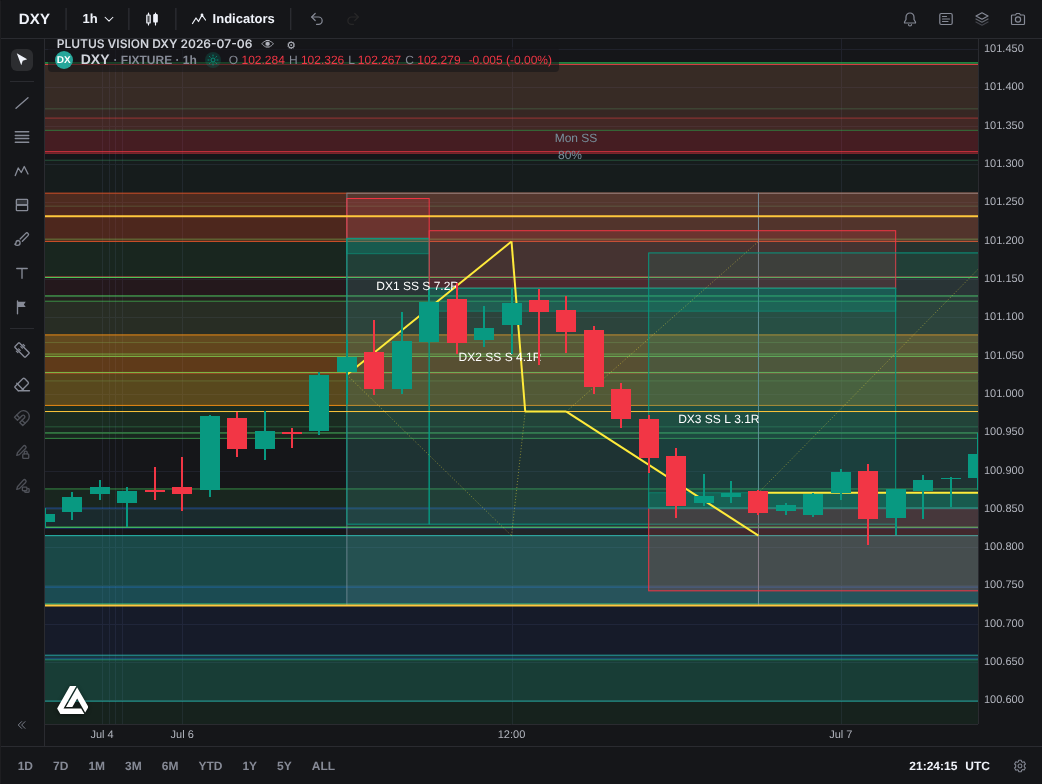 DXY 1h Indicators
PLUTUS VISION DXY 2026-07-06
DX DXY · FIXTURE · 1h O 102.284 H 102.326 L 102.267 C 102.279 -0.005 (-0.00%)
101.450
101.400
101.350
Mon SS
80%
101.300
101.250
101.200
101.150
DX1 SS S 7.2R
101.100
101.050
DX2 SS S 4.1R
101.000
DX3 SS L 3.1R
100.950
100.900
100.850
100.800
100.750
100.700
100.650
100.600
Jul 4 Jul 6 12:00 Jul 7
1D 7D 1M 3M 6M YTD 1Y 5Y ALL 21:24:15 UTC